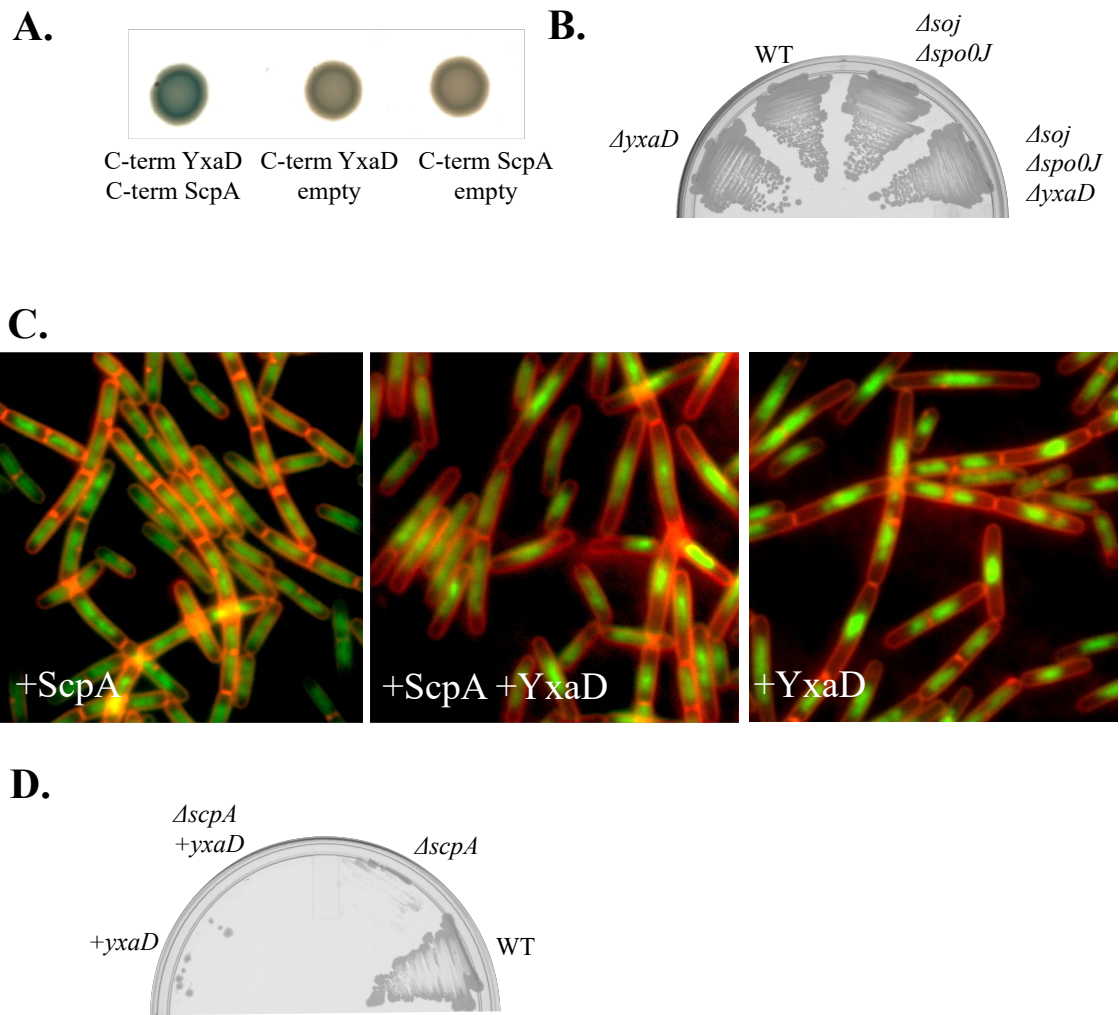 A.
C-term YxaD
C-term ScpA
C-term YxaD
empty
C-term ScpA
empty
B.
ΔyxaD
WT
Δsoj
Δspo0J
Δsoj
Δspo0J
ΔyxaD
C.
+ScpA
+ScpA +YxaD
+YxaD
D.
+yxaD
ΔscpA
+yxaD
ΔscpA
WT